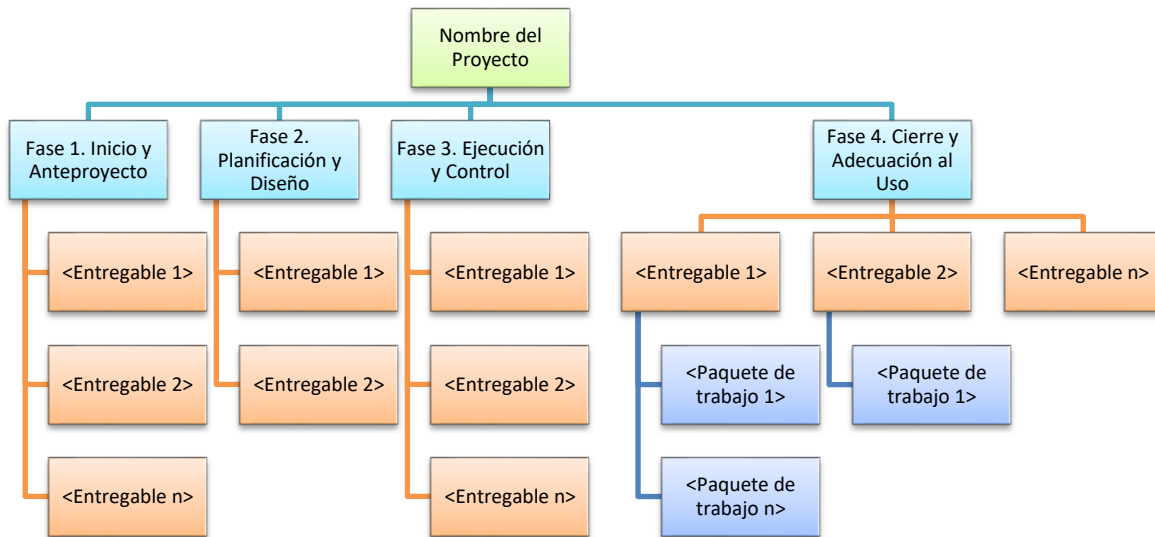 Nombre del
Proyecto
Fase 1. Inicio y
Anteproyecto
Fase 2.
Planificación y
Diseño
Fase 3. Ejecución
y Control
Fase 4. Cierre y
Adecuación al
Uso
<Entregable 1>
<Entregable 1>
<Entregable 1>
<Entregable 1>
<Entregable 2>
<Entregable n>
<Entregable 2>
<Entregable 2>
<Entregable 2>
<Paquete de
trabajo 1>
<Paquete de
trabajo 1>
<Entregable n>
<Entregable n>
<Paquete de
trabajo n>